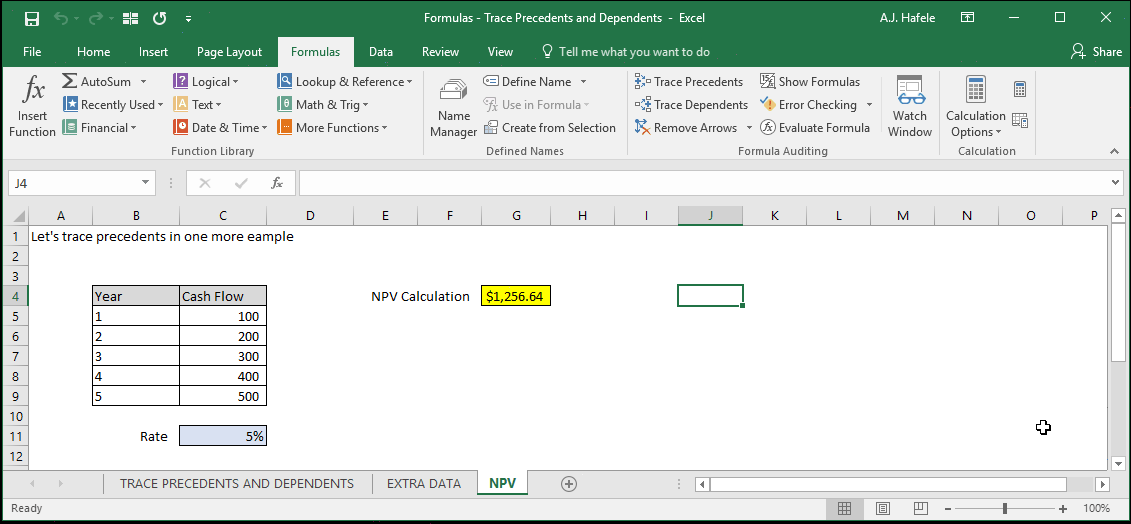 Formulas - Trace Precedents and Dependents - Excel A.J. Hafele
File Home Insert Page Layout Formulas Data Review View Tell me what you want to do Share
AutoSum Logical Lookup & Reference Define Name Trace Precedents Show Formulas
Recently Used Text Math & Trig Use in Formula Trace Dependents Error Checking
Financial Date & Time More Functions Create from Selection Remove Arrows Evaluate Formula
Insert Function
Name Manager
Watch Window
Calculation Options
Function Library Defined Names Formula Auditing Calculation
J4 fx
A B C D E F G H I J K L M N O P
1 Let's trace precedents in one more eample
2
3
4 Year Cash Flow NPV Calculation $1,256.64
5 1 100
6 2 200
7 3 300
8 4 400
9 5 500
10
11 Rate 5%
12
TRACE PRECEDENTS AND DEPENDENTS EXTRA DATA NPV
Ready 100%